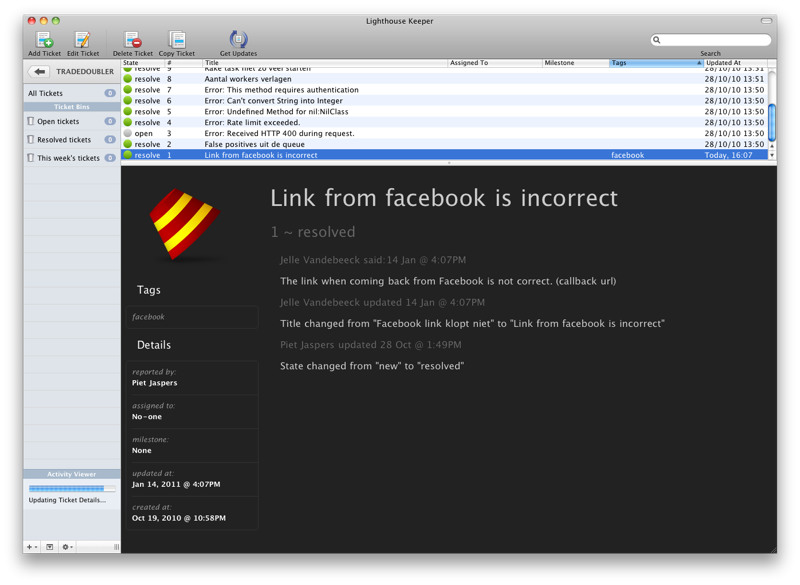 Lighthouse Keeper
Add Ticket Edit Ticket Delete Ticket Copy Ticket Get Updates Search
TRADEDOUBLER
All Tickets 0
Ticket Bins
Open tickets 0
Resolved tickets 0
This week's tickets 0
State # Title Assigned To Milestone Tags Updated At
resolve 9 Rake task met zo veel starten 28/10/10 13:51
resolve 8 Aantal workers verlagen 28/10/10 13:51
resolve 7 Error: This method requires authentication 28/10/10 13:50
resolve 6 Error: Can't convert String into Integer 28/10/10 13:50
resolve 5 Error: Undefined Method for nil:NilClass 28/10/10 13:50
resolve 4 Error: Rate limit exceeded. 28/10/10 13:50
open 3 Error: Received HTTP 400 during request. 28/10/10 13:50
resolve 2 False positives uit de queue 28/10/10 13:50
resolve 1 Link from facebook is incorrect facebook Today, 16:07
Link from facebook is incorrect
1 ~ resolved
Jelle Vandebeeck said: 14 Jan @ 4:07PM
The link when coming back from Facebook is not correct. (callback url)
Jelle Vandebeeck updated 14 Jan @ 4:07PM
Title changed from "Facebook link klopt niet" to "Link from facebook is incorrect"
Piet Jaspers updated 28 Oct @ 1:49PM
State changed from "new" to "resolved"
Tags
facebook
Details
reported by:
Piet Jaspers
assigned to:
No-one
milestone:
None
updated at:
Jan 14, 2011 @ 4:07PM
created at:
Oct 19, 2010 @ 10:58PM
Activity Viewer
Updating Ticket Details...